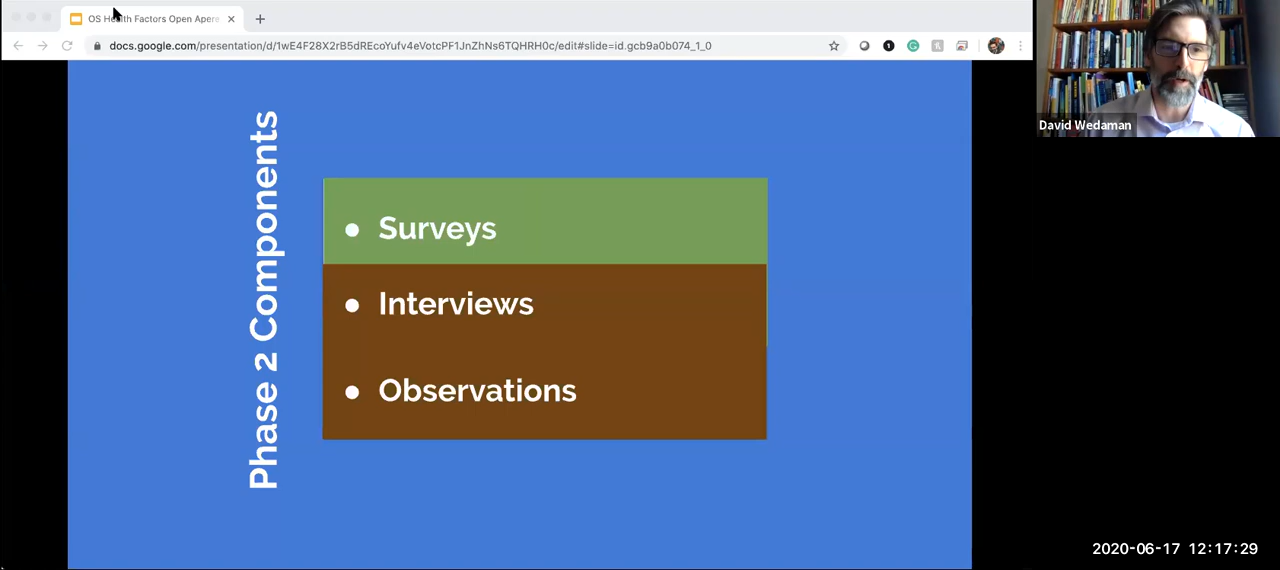 OS Health Factors Open Apere
docs.google.com/presentation/d/1wE4F28X2rB5dREcoYufv4eVotcPF1JnZhNs6TQHRH0c/edit#slide=id.gcb9a0b074_1_0
David Wedaman
Phase 2 Components
• Surveys
• Interviews
• Observations
2020-06-17 12:17:29